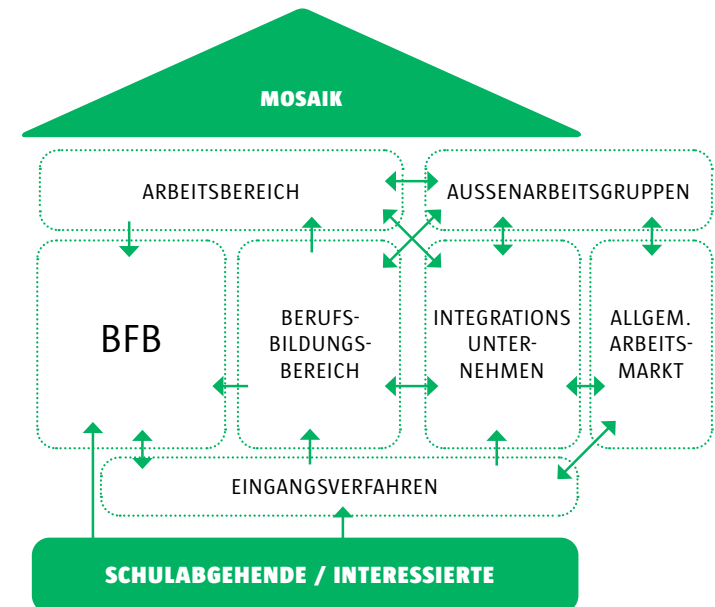 MOSAIK
ARBEITSBEREICH
AUSSENARBEITSGRUPPEN
BFB
BERUFS-
BILDUNGS-
BEREICH
INTEGRATIONS
UNTER-
NEHMEN
ALLGEM.
ARBEITS-
MARKT
EINGANGSVERFAHREN
SCHULABGEHENDE / INTERESSIERTE